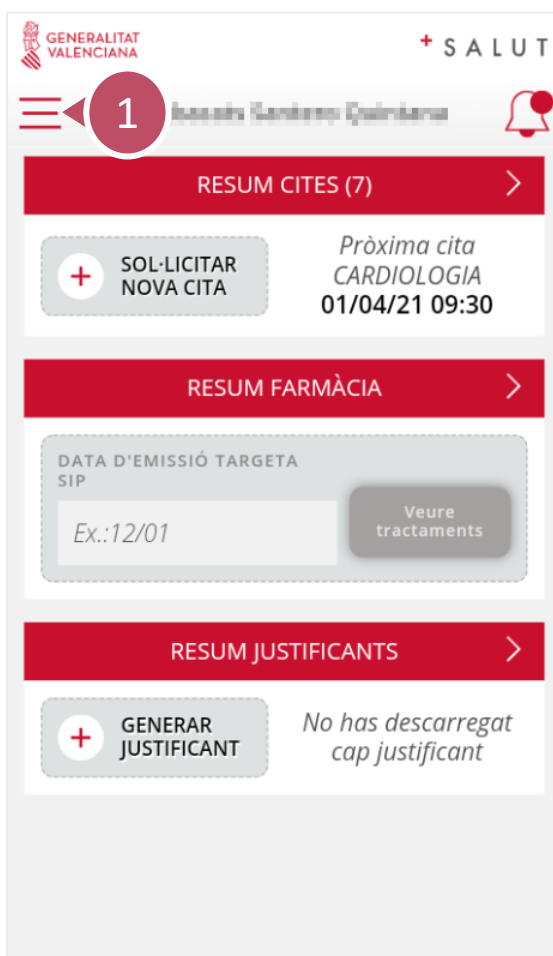 GENERALITAT
VALENCIANA
+ SALUT
1
RESUM CITES (7)
SOL·LICITAR
NOVA CITA
Pròxima cita
CARDIOLOGIA
01/04/21 09:30
RESUM FARMÀCIA
DATA D'EMISSIÓ TARGETA
SIP
Ex.:12/01
Veure
tractaments
RESUM JUSTIFICANTS
GENERAR
JUSTIFICANT
No has descarregat
cap justificant